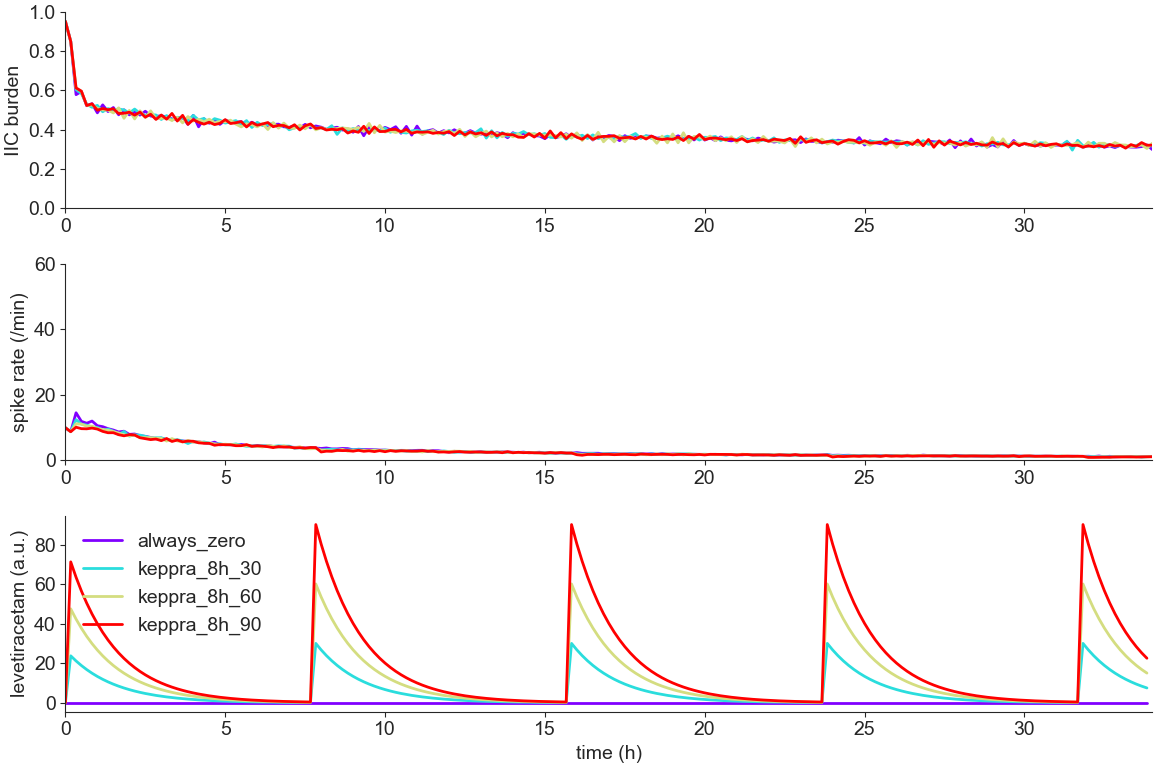 IIC burden
1.0
0.8
0.6
0.4
0.2
0.0
0 5 10 15 20 25 30
spike rate (/min)
60
40
20
0
0 5 10 15 20 25 30
levetiracetam (a.u.)
80
60
40
20
0
always_zero
keppra_8h_30
keppra_8h_60
keppra_8h_90
0 5 10 15 20 25 30
time (h)